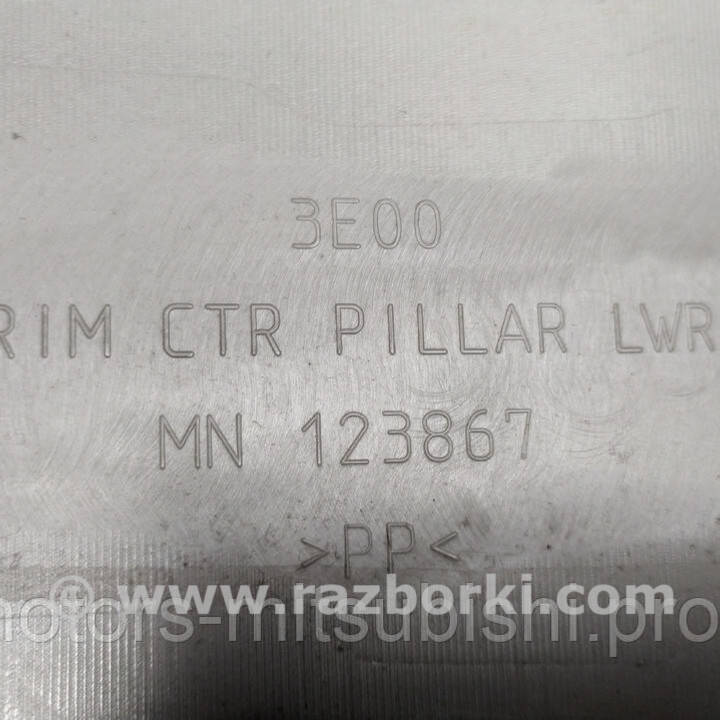 3E00
RIM CTR PILLAR LWR
MN 123867
>PP<
© www.razborki.com
motors-mitsubishi.pro